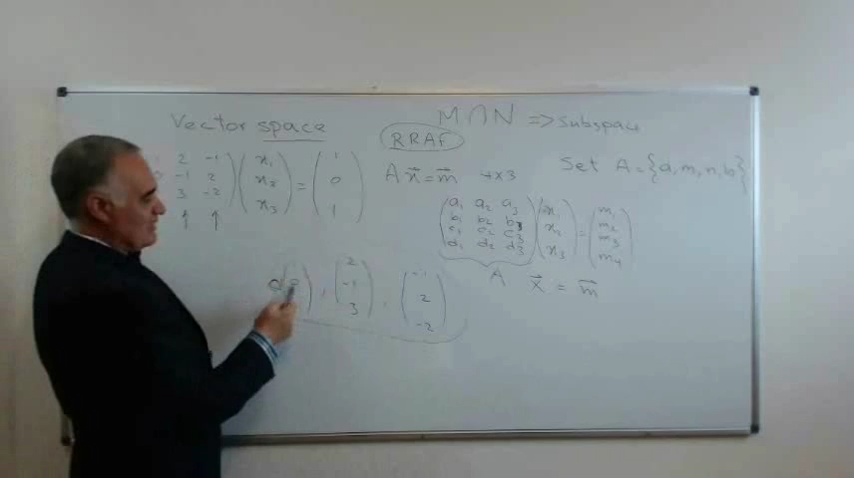 Vector space
M∩N => Subspace
RRAF
Set A = {a, m, n, b}
2 -1 x₁ 1
-1 2 x₂ = 0
3 -2 x₃ 1
↑ ↑
A x⃗ = m⃗ 4x3
a₁ a₂ a₃ x₁ m₁
b₁ b₂ b₃ x₂ = m₂
c₁ c₂ c₃ x₃ m₃
d₁ d₂ d₃ m₄
A x⃗ = m⃗
2 -1
, -1 , 2
3 -2